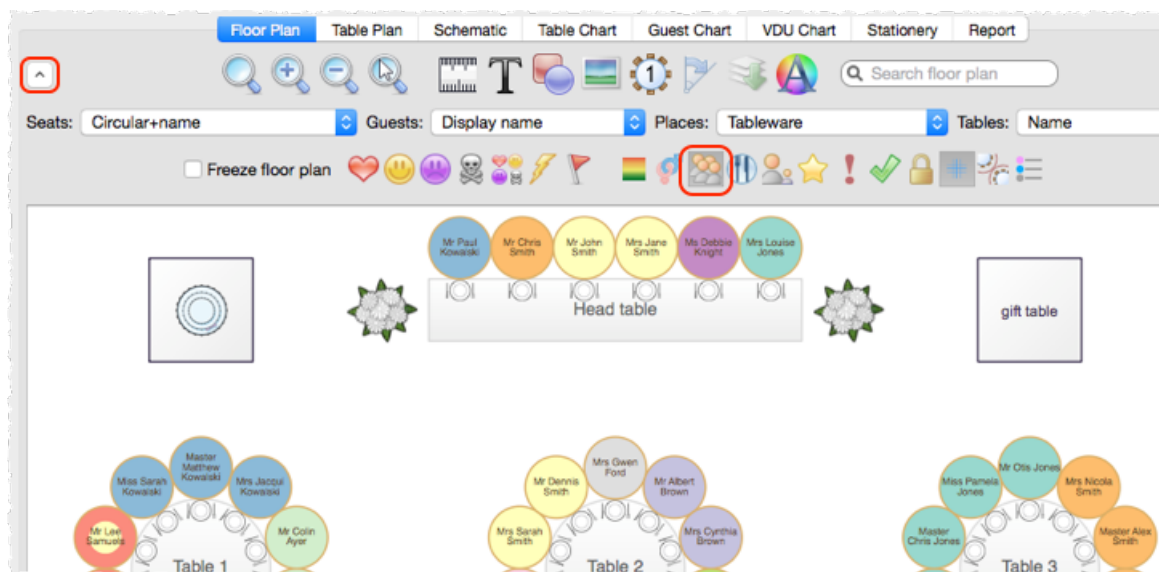 Floor Plan Table Plan Schematic Table Chart Guest Chart VDU Chart Stationery Report
T 1 A Search floor plan
Seats: Circular+name Guests: Display name Places: Tableware Tables: Name
Freeze floor plan
Mr Paul Kowalski
Mr Chris Smith
Mr John Smith
Mrs Jane Smith
Ms Debbie Knight
Mrs Louise Jones
Head table
gift table
Miss Sarah Kowalski
Master Matthew Kowalski
Mrs Jacqui Kowalski
Mr Lee Samuels
Mr Colin Ayer
Table 1
Mrs Gwen Ford
Mr Dennis Smith
Mr Albert Brown
Mrs Sarah Smith
Mrs Cynthia Brown
Table 2
Mr Otis Jones
Miss Pamela Jones
Mrs Nicola Smith
Master Chris Jones
Master Alex Smith
Table 3